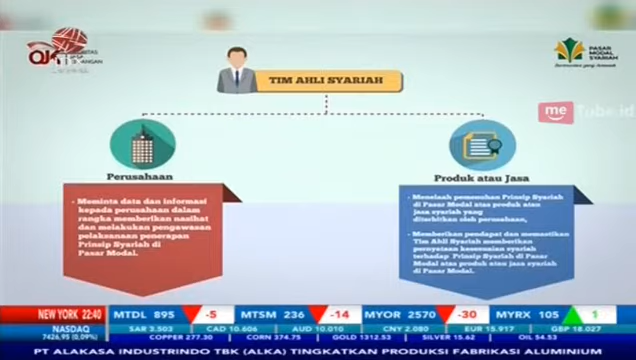 OJK
OTORITAS
JASA
KEUANGAN
TIM AHLI SYARIAH
PASAR
MODAL
SYARIAH
me Tube.id
Perusahaan
Produk atau Jasa
• Meminta data dan informasi
kepada perusahaan dalam
rangka memberikan nasihat
dan melakukan pengawasan
pelaksanaan penerapan
Prinsip Syariah di
Pasar Modal.
• Menelaah pemenuhan Prinsip Syariah
di Pasar Modal atas produk atau
jasa syariah yang
diterbitkan oleh perusahaan,
• Memberikan pendapat dan memastikan
Tim Ahli Syariah memberikan
pernyataan kesesuaian syariah
terhadap Prinsip Syariah di Pasar
Modal atas produk atau jasa syariah
di Pasar Modal.
NEW YORK 22:40 MTDL 895 -5 MTSM 236 -14 MYOR 2570 -30 MYRX 105 1
NASDAQ SAR 3.503 CAD 10.606 AUD 10.010 CNY 2.080 EUR 15.917 GBP 18.027
7426,95 (0,09%) COPPER 277.30 CORN 374.75 GOLD 1312.53 SILVER 15.62 OIL 54.53
PT ALAKASA INDUSTRINDO TBK (ALKA) TINGKATKAN PRODUKSI FABRIKASI ALUMINIUM